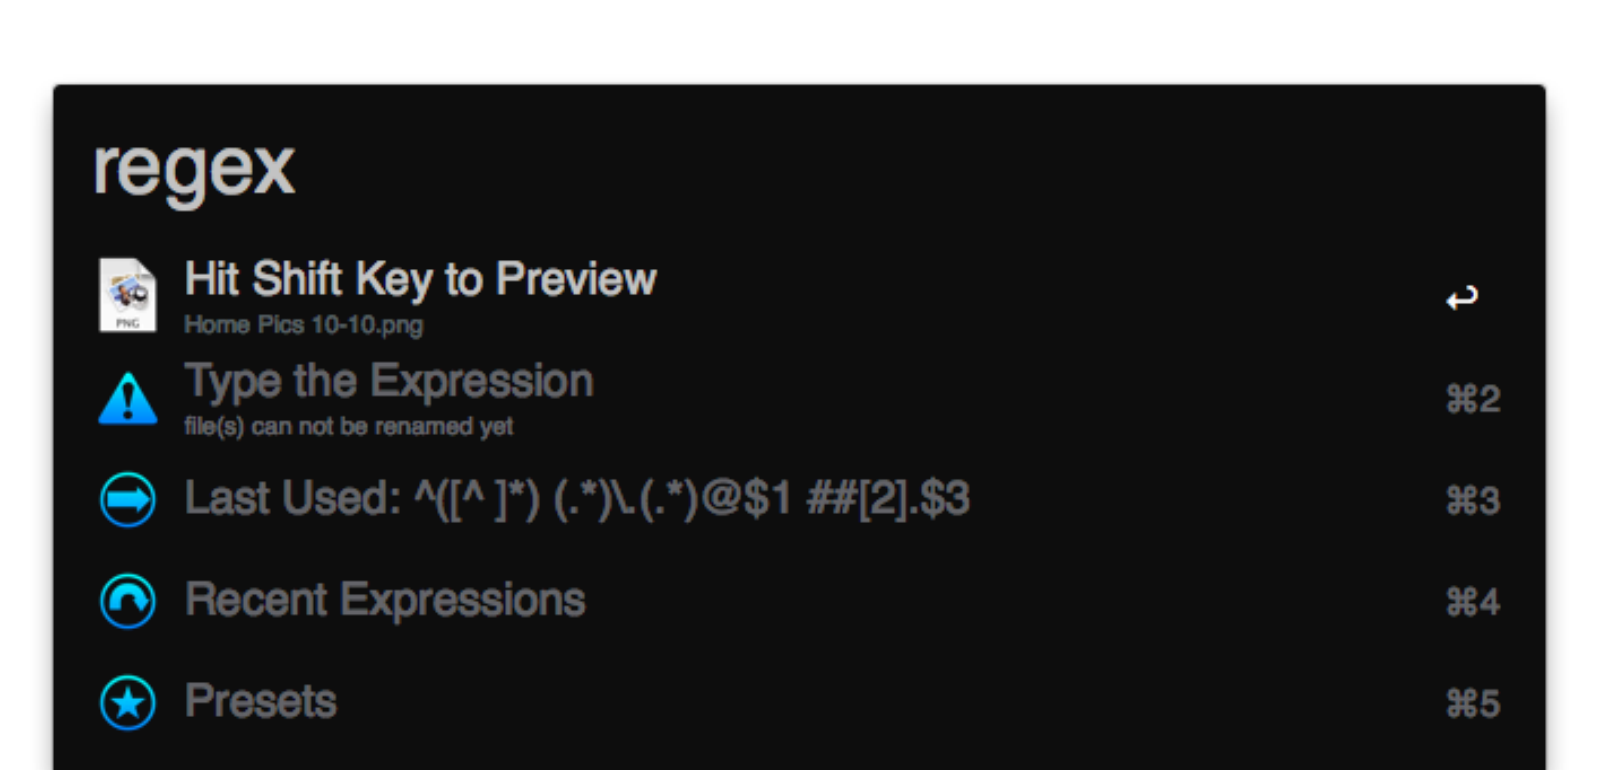 regex
Hit Shift Key to Preview
↩
PNG
Home Pics 10-10.png
Type the Expression
⌘2
file(s) can not be renamed yet
Last Used: ^([^ ]*) (.*)\.(.*)@$1 ##[2].$3
⌘3
Recent Expressions
⌘4
Presets
⌘5